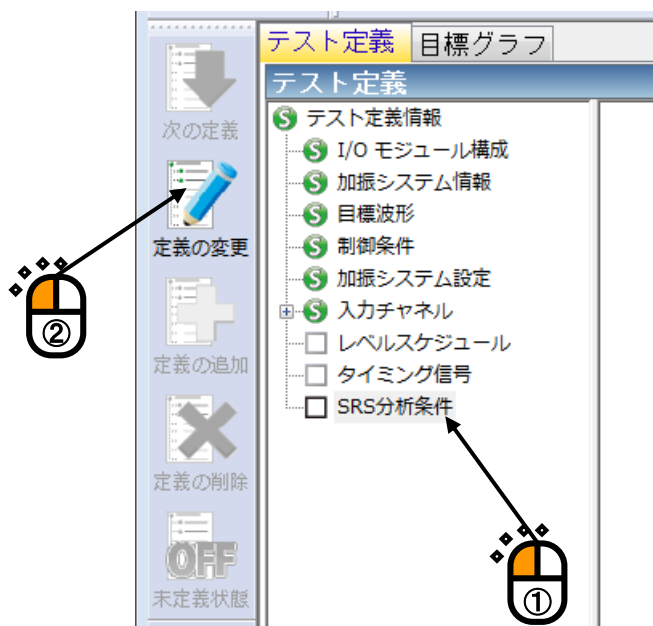 テスト定義 目標グラフ
テスト定義
次の定義
定義の変更
定義の追加
定義の削除
OFF
未定義状態
S テスト定義情報
S I/O モジュール構成
S 加振システム情報
S 目標波形
S 制御条件
S 加振システム設定
S 入力チャネル
レベルスケジュール
タイミング信号
SRS分析条件
②
①